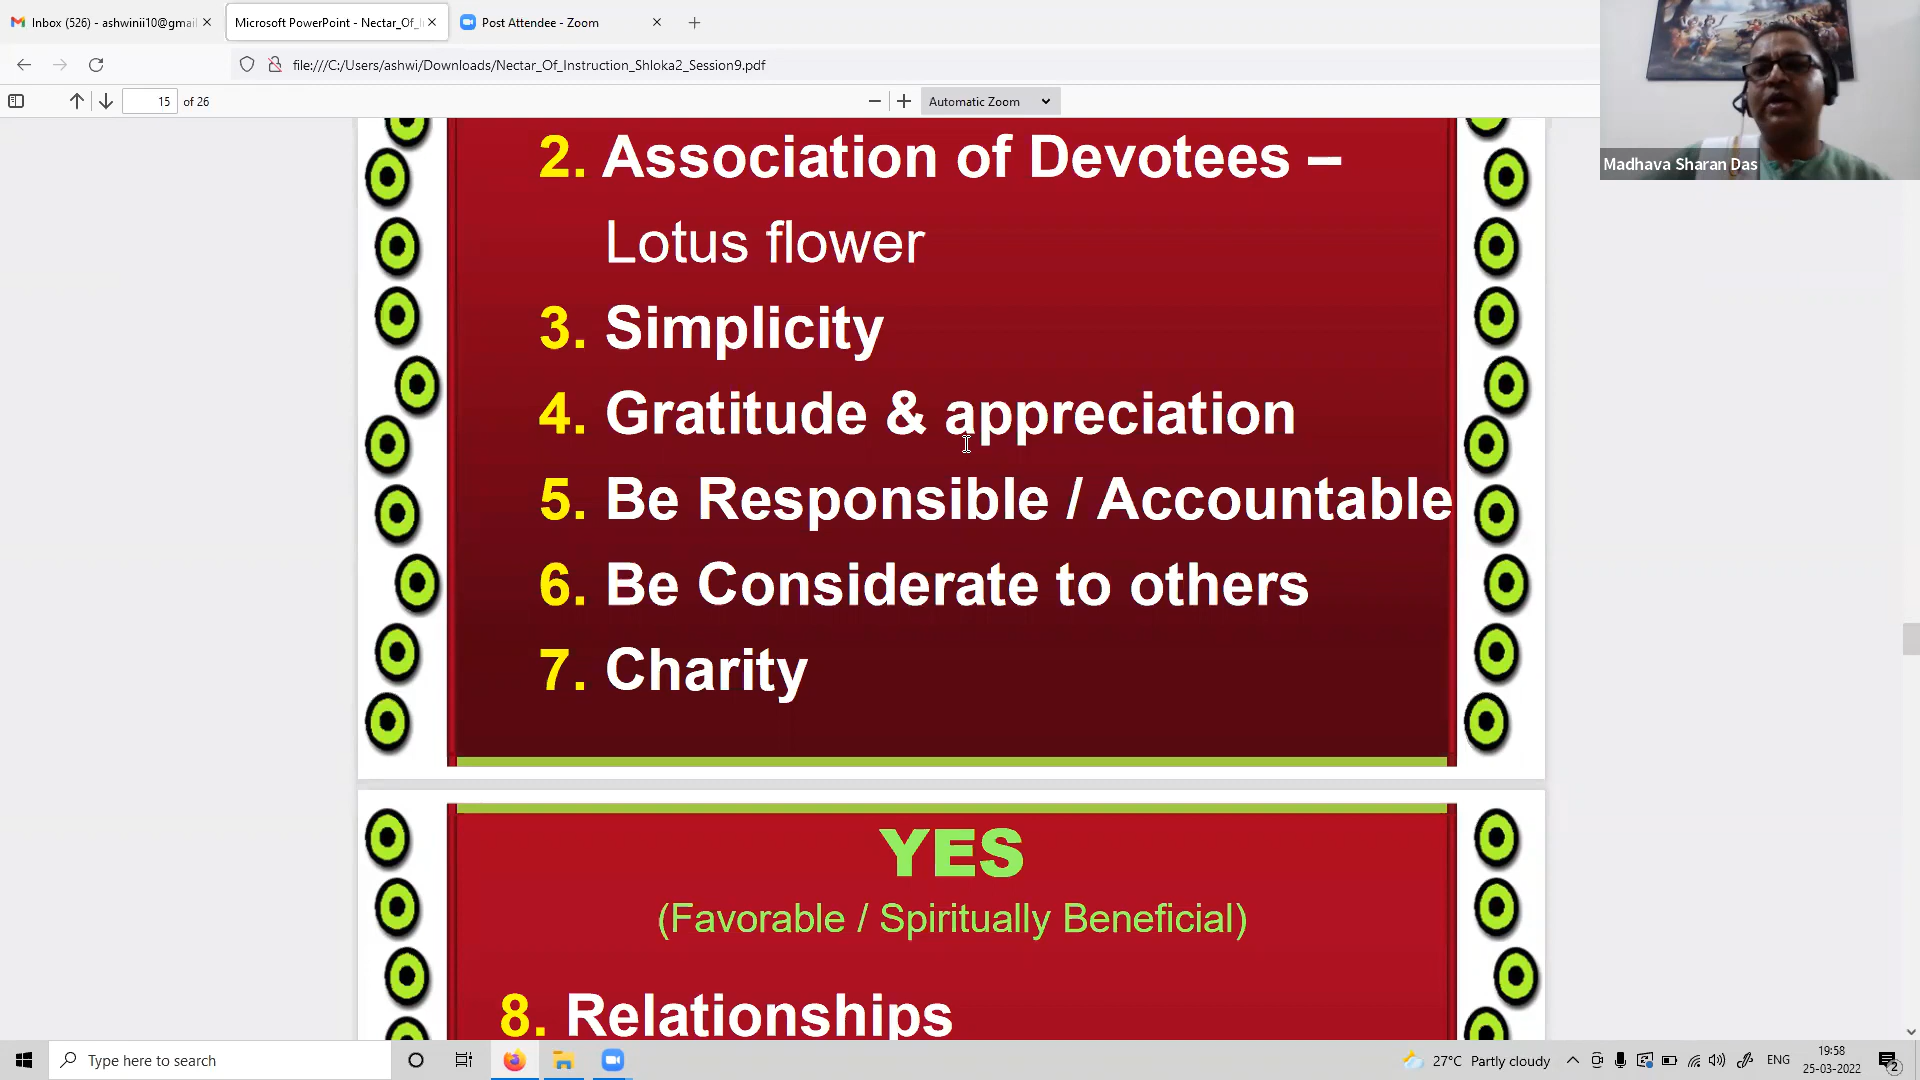 Inbox (526) - ashwinii10@gmai
Microsoft PowerPoint - Nectar_Of_I
Post Attendee - Zoom
file:///C:/Users/ashwi/Downloads/Nectar_Of_Instruction_Shloka2_Session9.pdf
15 of 26
Automatic Zoom
Madhava Sharan Das
2. Association of Devotees –
Lotus flower
3. Simplicity
4. Gratitude & appreciation
5. Be Responsible / Accountable
6. Be Considerate to others
7. Charity
YES
(Favorable / Spiritually Beneficial)
8. Relationships
Type here to search
27°C Partly cloudy
ENG
19:58
25-03-2022
2